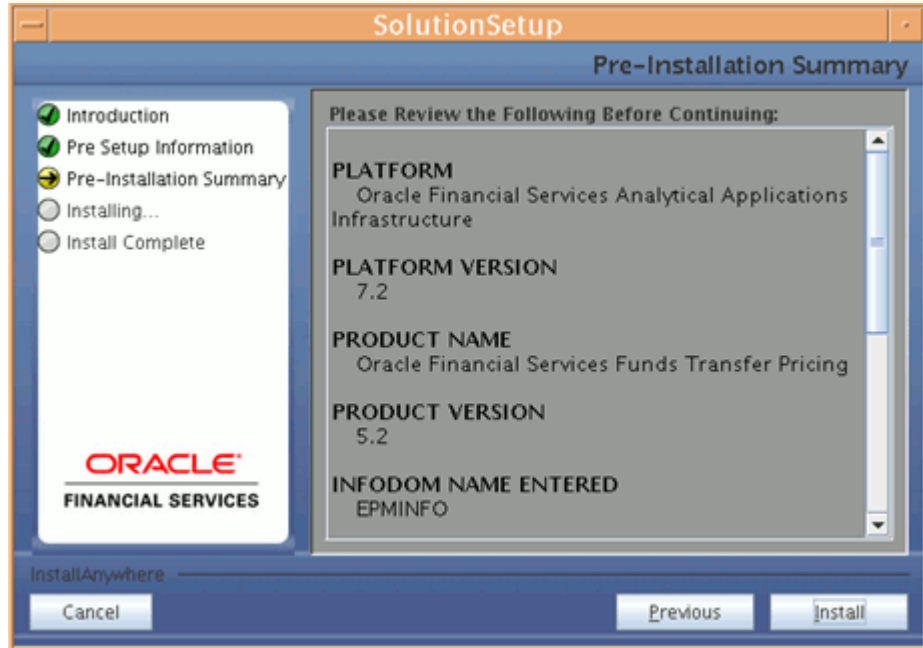 SolutionSetup
Pre-Installation Summary
Introduction
Pre Setup Information
Pre-Installation Summary
Installing...
Install Complete
ORACLE
FINANCIAL SERVICES
Please Review the Following Before Continuing:
PLATFORM
Oracle Financial Services Analytical Applications
Infrastructure
PLATFORM VERSION
7.2
PRODUCT NAME
Oracle Financial Services Funds Transfer Pricing
PRODUCT VERSION
5.2
INFODOM NAME ENTERED
EPMINFO
InstallAnywhere
Cancel
Previous
Install